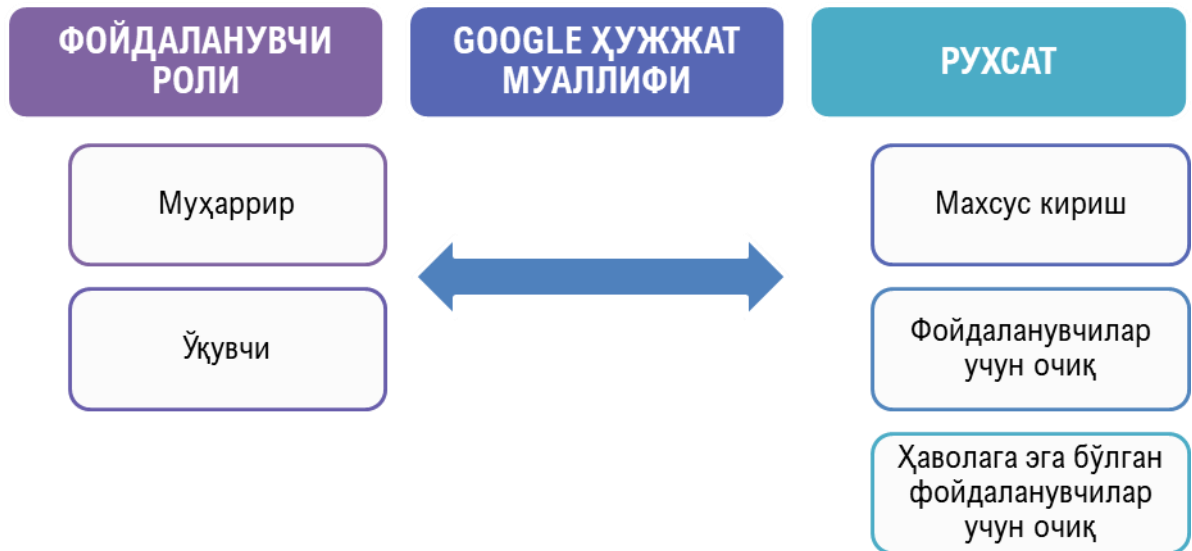 ФОЙДАЛАНУВЧИ
РОЛИ
GOOGLE ҲУЖЖАТ
МУАЛЛИФИ
РУХСАТ
Муҳаррир
Ўқувчи
Махсус кириш
Фойдаланувчилар
учун очиқ
Ҳаволага эга бўлган
фойдаланувчилар
учун очиқ